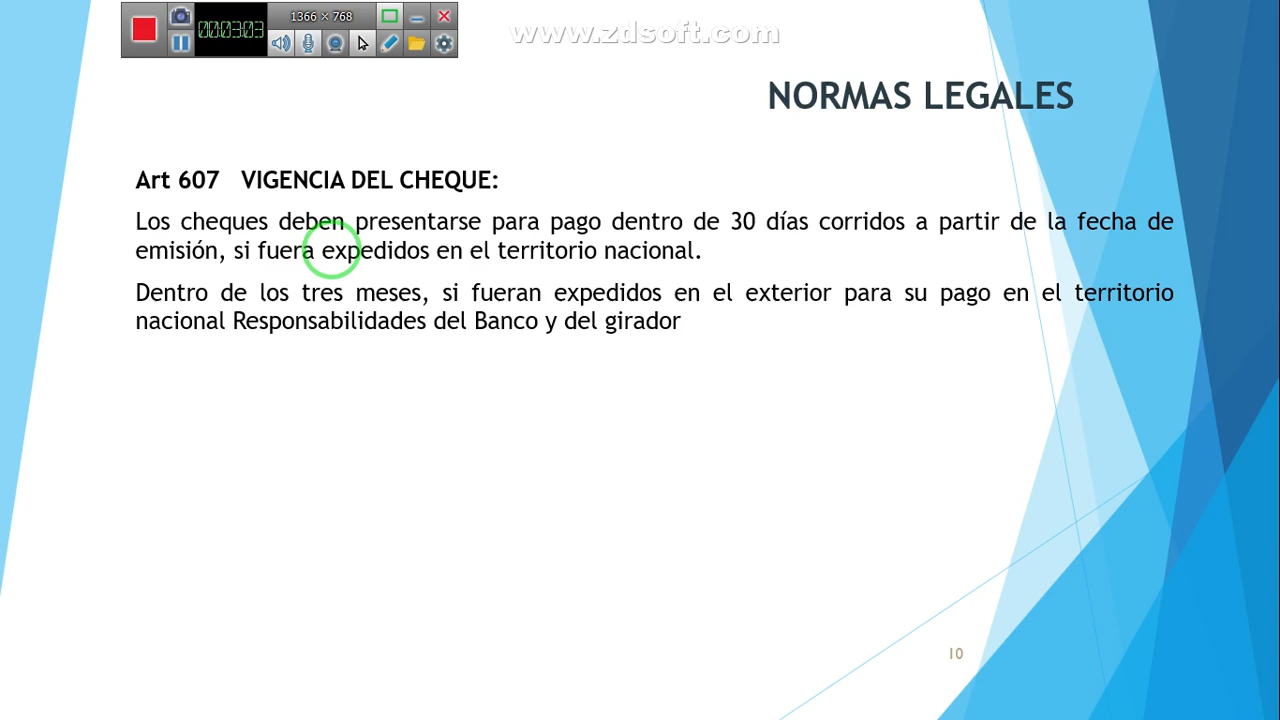 1366 × 768
00:03:03
www.zdsoft.com
NORMAS LEGALES
Art 607 VIGENCIA DEL CHEQUE:
Los cheques deben presentarse para pago dentro de 30 días corridos a partir de la fecha de
emisión, si fuera expedidos en el territorio nacional.
Dentro de los tres meses, si fueran expedidos en el exterior para su pago en el territorio
nacional Responsabilidades del Banco y del girador
10